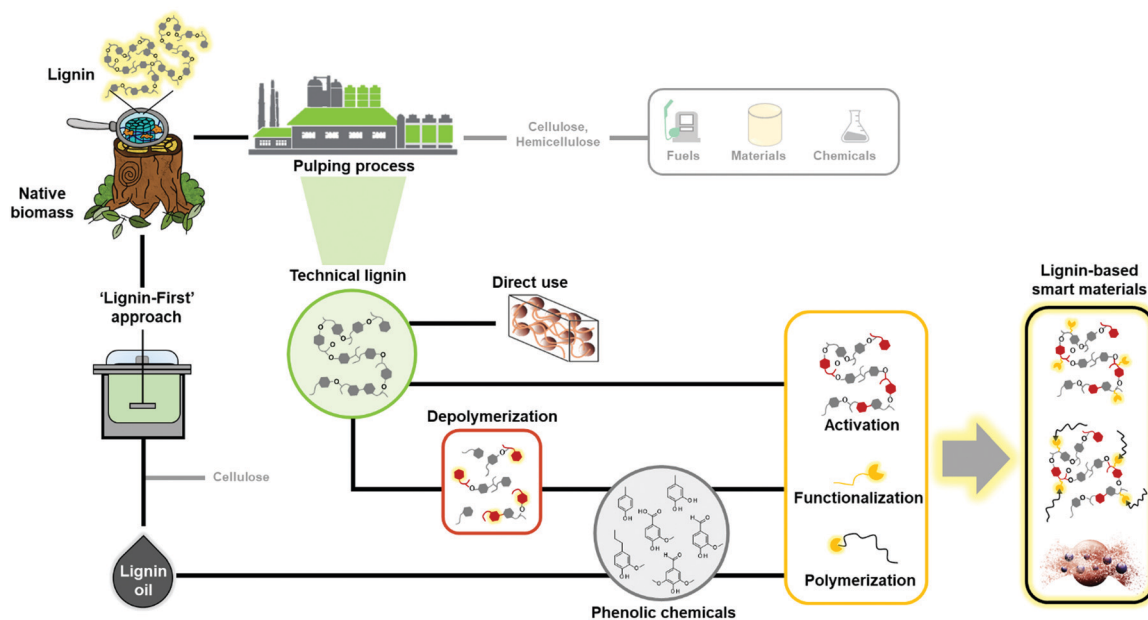 Lignin
Native
biomass
Pulping process
Cellulose,
Hemicellulose
Fuels
Materials
Chemicals
'Lignin-First'
approach
Technical lignin
Direct use
Lignin-based
smart materials
Depolymerization
Activation
Cellulose
Functionalization
Lignin
oil
Polymerization
Phenolic chemicals